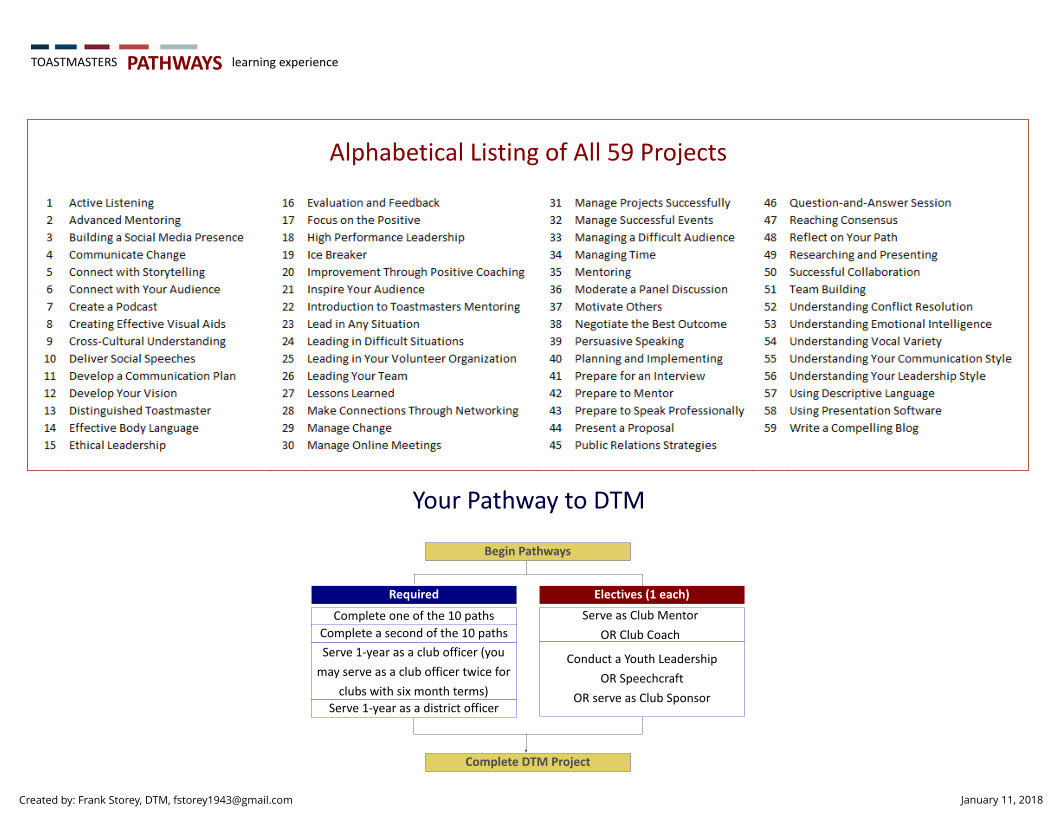 TOASTMASTERS PATHWAYS learning experience
Alphabetical Listing of All 59 Projects
1 Active Listening
2 Advanced Mentoring
3 Building a Social Media Presence
4 Communicate Change
5 Connect with Storytelling
6 Connect with Your Audience
7 Create a Podcast
8 Creating Effective Visual Aids
9 Cross-Cultural Understanding
10 Deliver Social Speeches
11 Develop a Communication Plan
12 Develop Your Vision
13 Distinguished Toastmaster
14 Effective Body Language
15 Ethical Leadership
16 Evaluation and Feedback
17 Focus on the Positive
18 High Performance Leadership
19 Ice Breaker
20 Improvement Through Positive Coaching
21 Inspire Your Audience
22 Introduction to Toastmasters Mentoring
23 Lead in Any Situation
24 Leading in Difficult Situations
25 Leading in Your Volunteer Organization
26 Leading Your Team
27 Lessons Learned
28 Make Connections Through Networking
29 Manage Change
30 Manage Online Meetings
31 Manage Projects Successfully
32 Manage Successful Events
33 Managing a Difficult Audience
34 Managing Time
35 Mentoring
36 Moderate a Panel Discussion
37 Motivate Others
38 Negotiate the Best Outcome
39 Persuasive Speaking
40 Planning and Implementing
41 Prepare for an Interview
42 Prepare to Mentor
43 Prepare to Speak Professionally
44 Present a Proposal
45 Public Relations Strategies
46 Question-and-Answer Session
47 Reaching Consensus
48 Reflect on Your Path
49 Researching and Presenting
50 Successful Collaboration
51 Team Building
52 Understanding Conflict Resolution
53 Understanding Emotional Intelligence
54 Understanding Vocal Variety
55 Understanding Your Communication Style
56 Understanding Your Leadership Style
57 Using Descriptive Language
58 Using Presentation Software
59 Write a Compelling Blog
Your Pathway to DTM
Begin Pathways
Required
Complete one of the 10 paths
Complete a second of the 10 paths
Serve 1-year as a club officer (you
may serve as a club officer twice for
clubs with six month terms)
Serve 1-year as a district officer
Electives (1 each)
Serve as Club Mentor
OR Club Coach
Conduct a Youth Leadership
OR Speechcraft
OR serve as Club Sponsor
Complete DTM Project
Created by: Frank Storey, DTM, fstorey1943@gmail.com
January 11, 2018